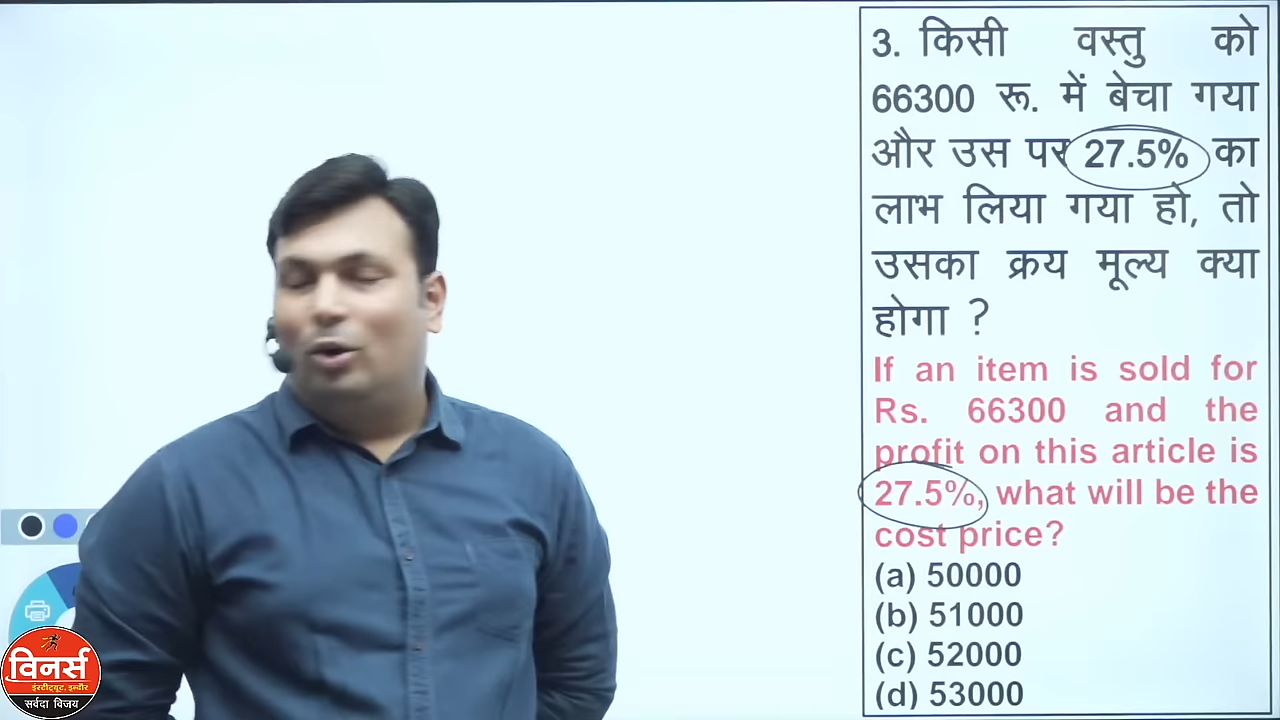 3. किसी वस्तु को
66300 रू. में बेचा गया
और उस पर 27.5% का
लाभ लिया गया हो, तो
उसका क्रय मूल्य क्या
होगा ?
If an item is sold for
Rs. 66300 and the
profit on this article is
27.5%, what will be the
cost price?
(a) 50000
(b) 51000
(c) 52000
(d) 53000
विनर्स
इंस्टीट्यूट, इन्दौर
सर्वदा विजय